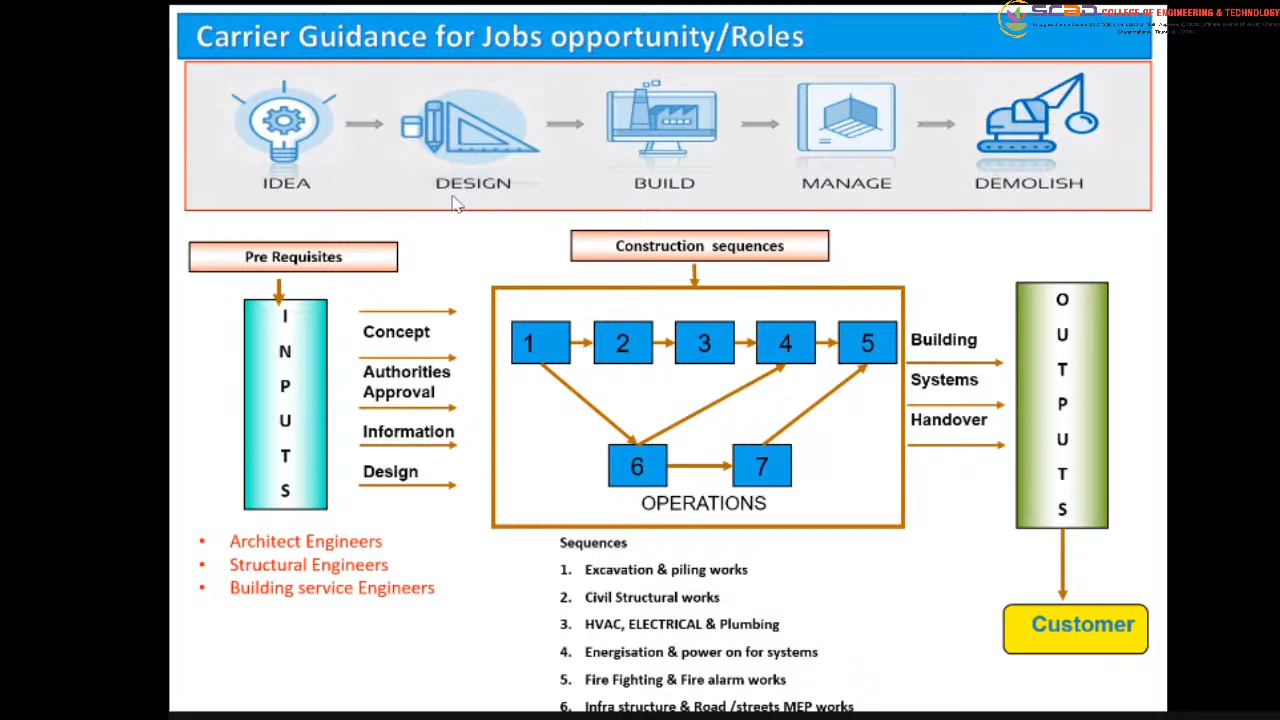 SCAD COLLEGE OF ENGINEERING & TECHNOLOGY
Carrier Guidance for Jobs opportunity/Roles
IDEA
DESIGN
BUILD
MANAGE
DEMOLISH
Pre Requisites
Construction sequences
I
N
P
U
T
S
Concept
Authorities
Approval
Information
Design
1
2
3
4
5
6
7
OPERATIONS
Building
Systems
Handover
O
U
T
P
U
T
S
Customer
• Architect Engineers
• Structural Engineers
• Building service Engineers
Sequences
1. Excavation & piling works
2. Civil Structural works
3. HVAC, ELECTRICAL & Plumbing
4. Energisation & power on for systems
5. Fire Fighting & Fire alarm works
6. Infra structure & Road /streets MEP works